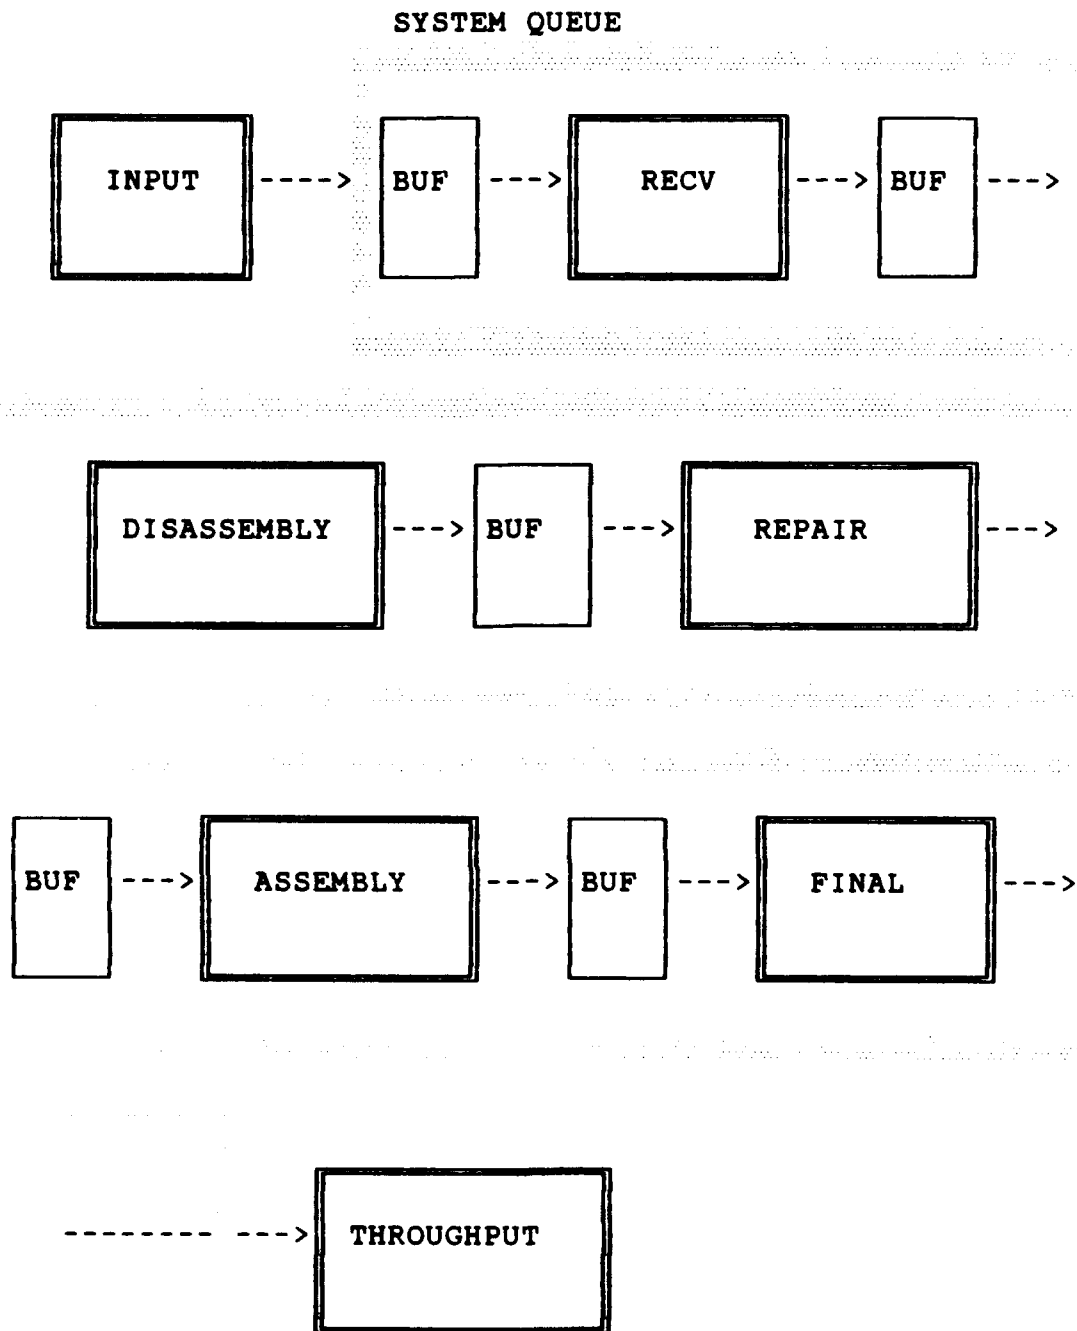 SYSTEM QUEUE
INPUT ----> BUF ---> RECV ---> BUF --->
DISASSEMBLY ---> BUF ---> REPAIR --->
BUF ---> ASSEMBLY ---> BUF ---> FINAL --->
-------- ---> THROUGHPUT